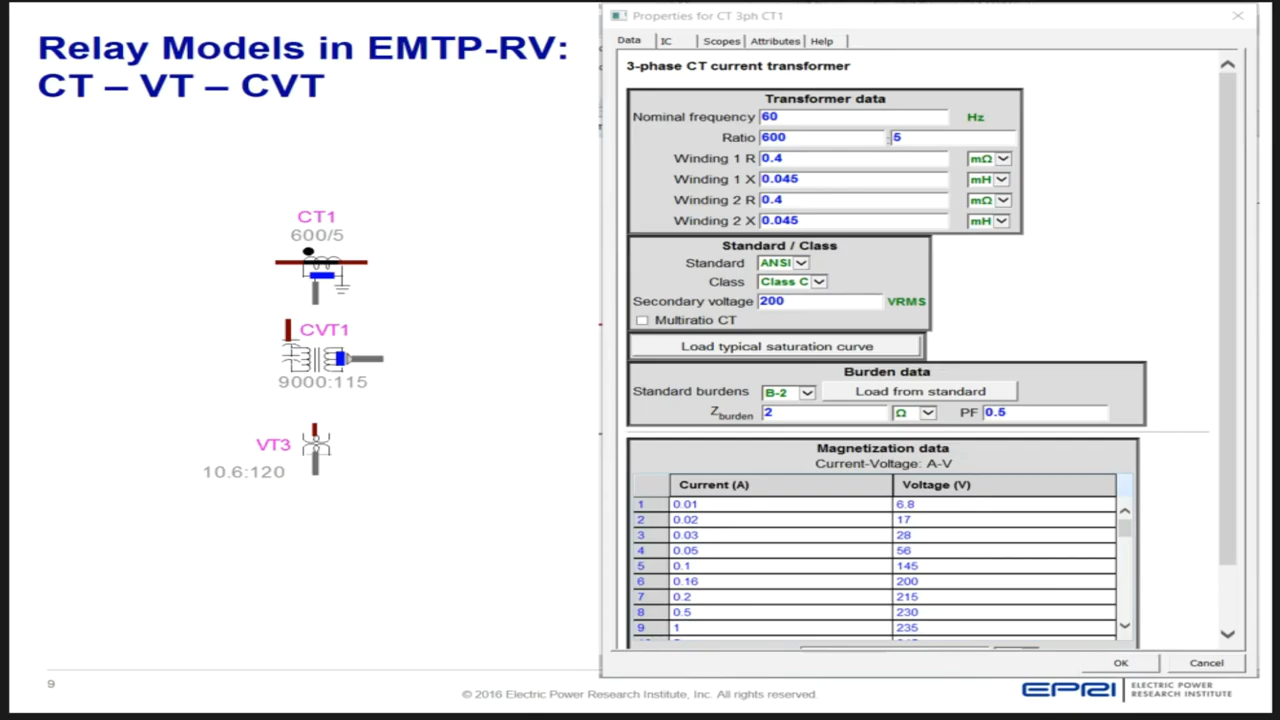 Relay Models in EMTP-RV:
CT – VT – CVT
CT1
600/5
CVT1
9000:115
VT3
10.6:120
Properties for CT 3ph CT1
Data IC Scopes Attributes Help
3-phase CT current transformer
Transformer data
Nominal frequency 60 Hz
Ratio 600 : 5
Winding 1 R 0.4 mΩ
Winding 1 X 0.045 mH
Winding 2 R 0.4 mΩ
Winding 2 X 0.045 mH
Standard / Class
Standard ANSI
Class Class C
Secondary voltage 200 VRMS
Multiratio CT
Load typical saturation curve
Burden data
Standard burdens B-2 Load from standard
Zburden 2 Ω PF 0.5
Magnetization data
Current-Voltage: A-V
Current (A) Voltage (V)
1 0.01 6.8
2 0.02 17
3 0.03 28
4 0.05 56
5 0.1 145
6 0.16 200
7 0.2 215
8 0.5 230
9 1 235
OK Cancel
9
© 2016 Electric Power Research Institute, Inc. All rights reserved.
EPRI ELECTRIC POWER
RESEARCH INSTITUTE